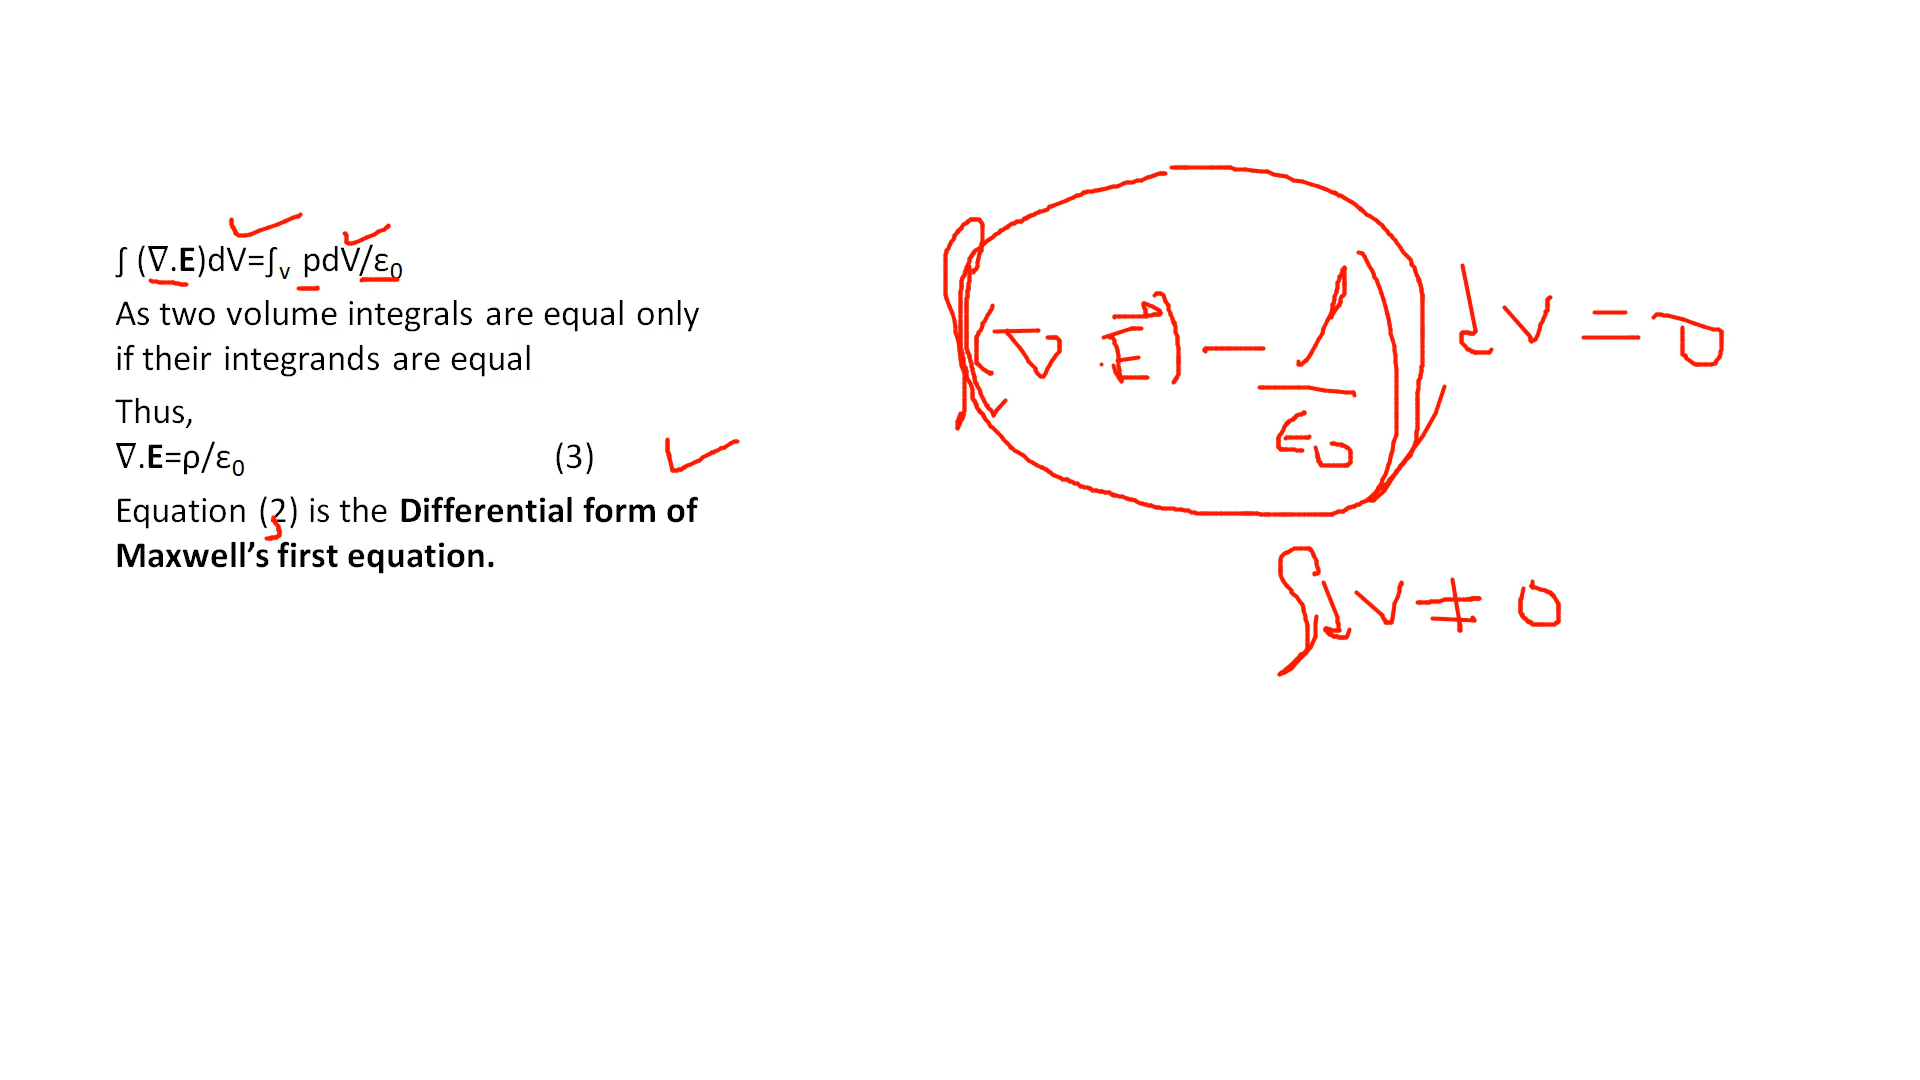 ∫ (∇.E)dV=∫ᵥ pdV/ε₀
As two volume integrals are equal only
if their integrands are equal
Thus,
∇.E=ρ/ε₀ (3)
Equation (2) is the Differential form of
Maxwell’s first equation.
∫((∇.E⃗) - ρ/ε₀) dV = 0
∫dV ≠ 0